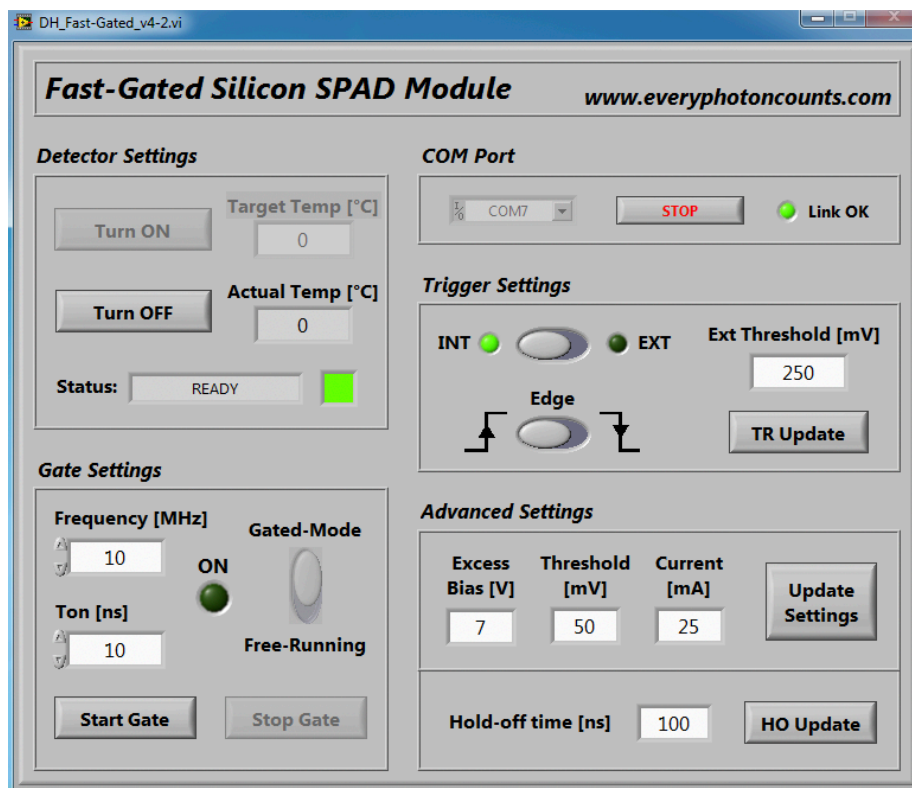 DH_Fast-Gated_v4-2.vi
Fast-Gated Silicon SPAD Module
www.everyphotoncounts.com
Detector Settings
Turn ON
Target Temp [°C]
0
Turn OFF
Actual Temp [°C]
0
Status:
READY
COM Port
I/O
COM7
STOP
Link OK
Trigger Settings
INT
EXT
Ext Threshold [mV]
250
Edge
TR Update
Gate Settings
Frequency [MHz]
10
ON
Gated-Mode
Ton [ns]
10
Free-Running
Start Gate
Stop Gate
Advanced Settings
Excess
Bias [V]
7
Threshold
[mV]
50
Current
[mA]
25
Update
Settings
Hold-off time [ns]
100
HO Update